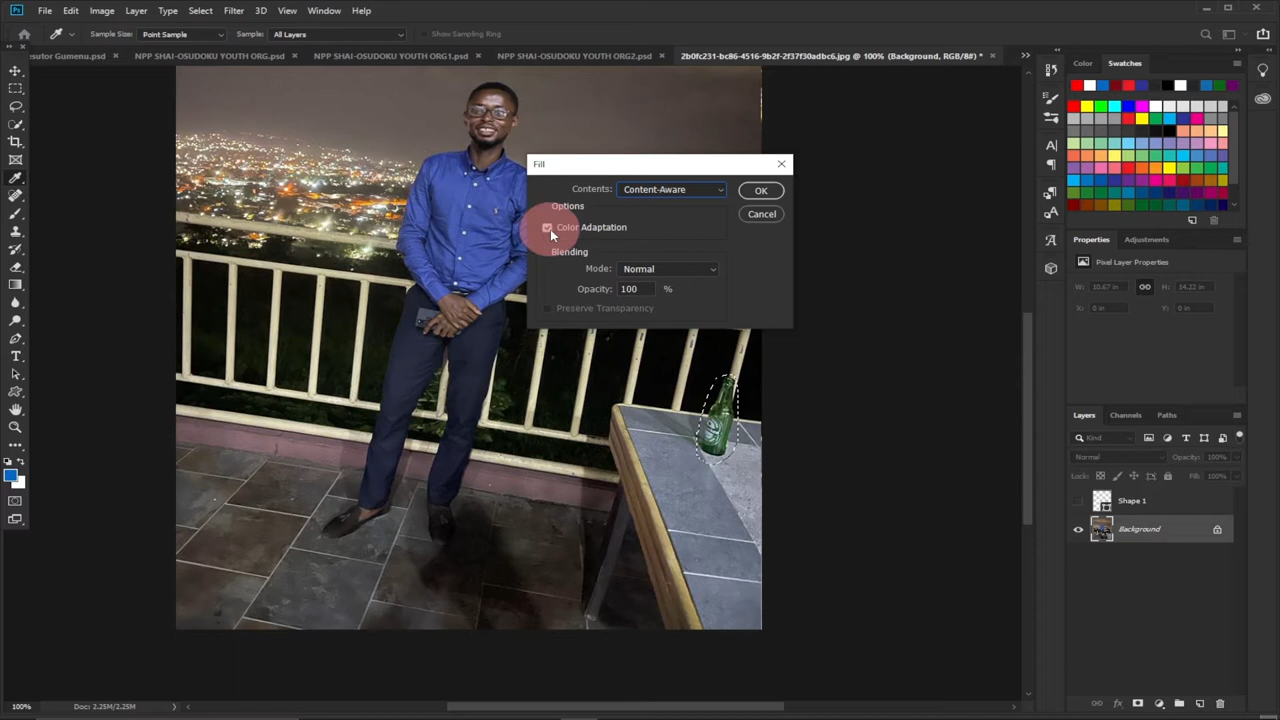 Ps File Edit Image Layer Type Select Filter 3D View Window Help
Sample Size: Point Sample Sample: All Layers Show Sampling Ring
esutor Gumenu.psd × NPP SHAI-OSUDOKU YOUTH ORG.psd × NPP SHAI-OSUDOKU YOUTH ORG1.psd × NPP SHAI-OSUDOKU YOUTH ORG2.psd × 2b0fc231-bc86-4516-9b2f-2f37f30adbc6.jpg @ 100% (Background, RGB/8#) * ×
Fill
Contents: Content-Aware
OK
Options
Cancel
Color Adaptation
Blending
Mode: Normal
Opacity: 100 %
Preserve Transparency
Color Swatches
Properties Adjustments
Pixel Layer Properties
W: 10.67 in H: 14.22 in
X: 0 in Y: 0 in
Layers Channels Paths
Kind
Normal Opacity: 100%
Lock: Fill: 100%
Shape 1
Background
100% Doc: 2.25M/2.25M